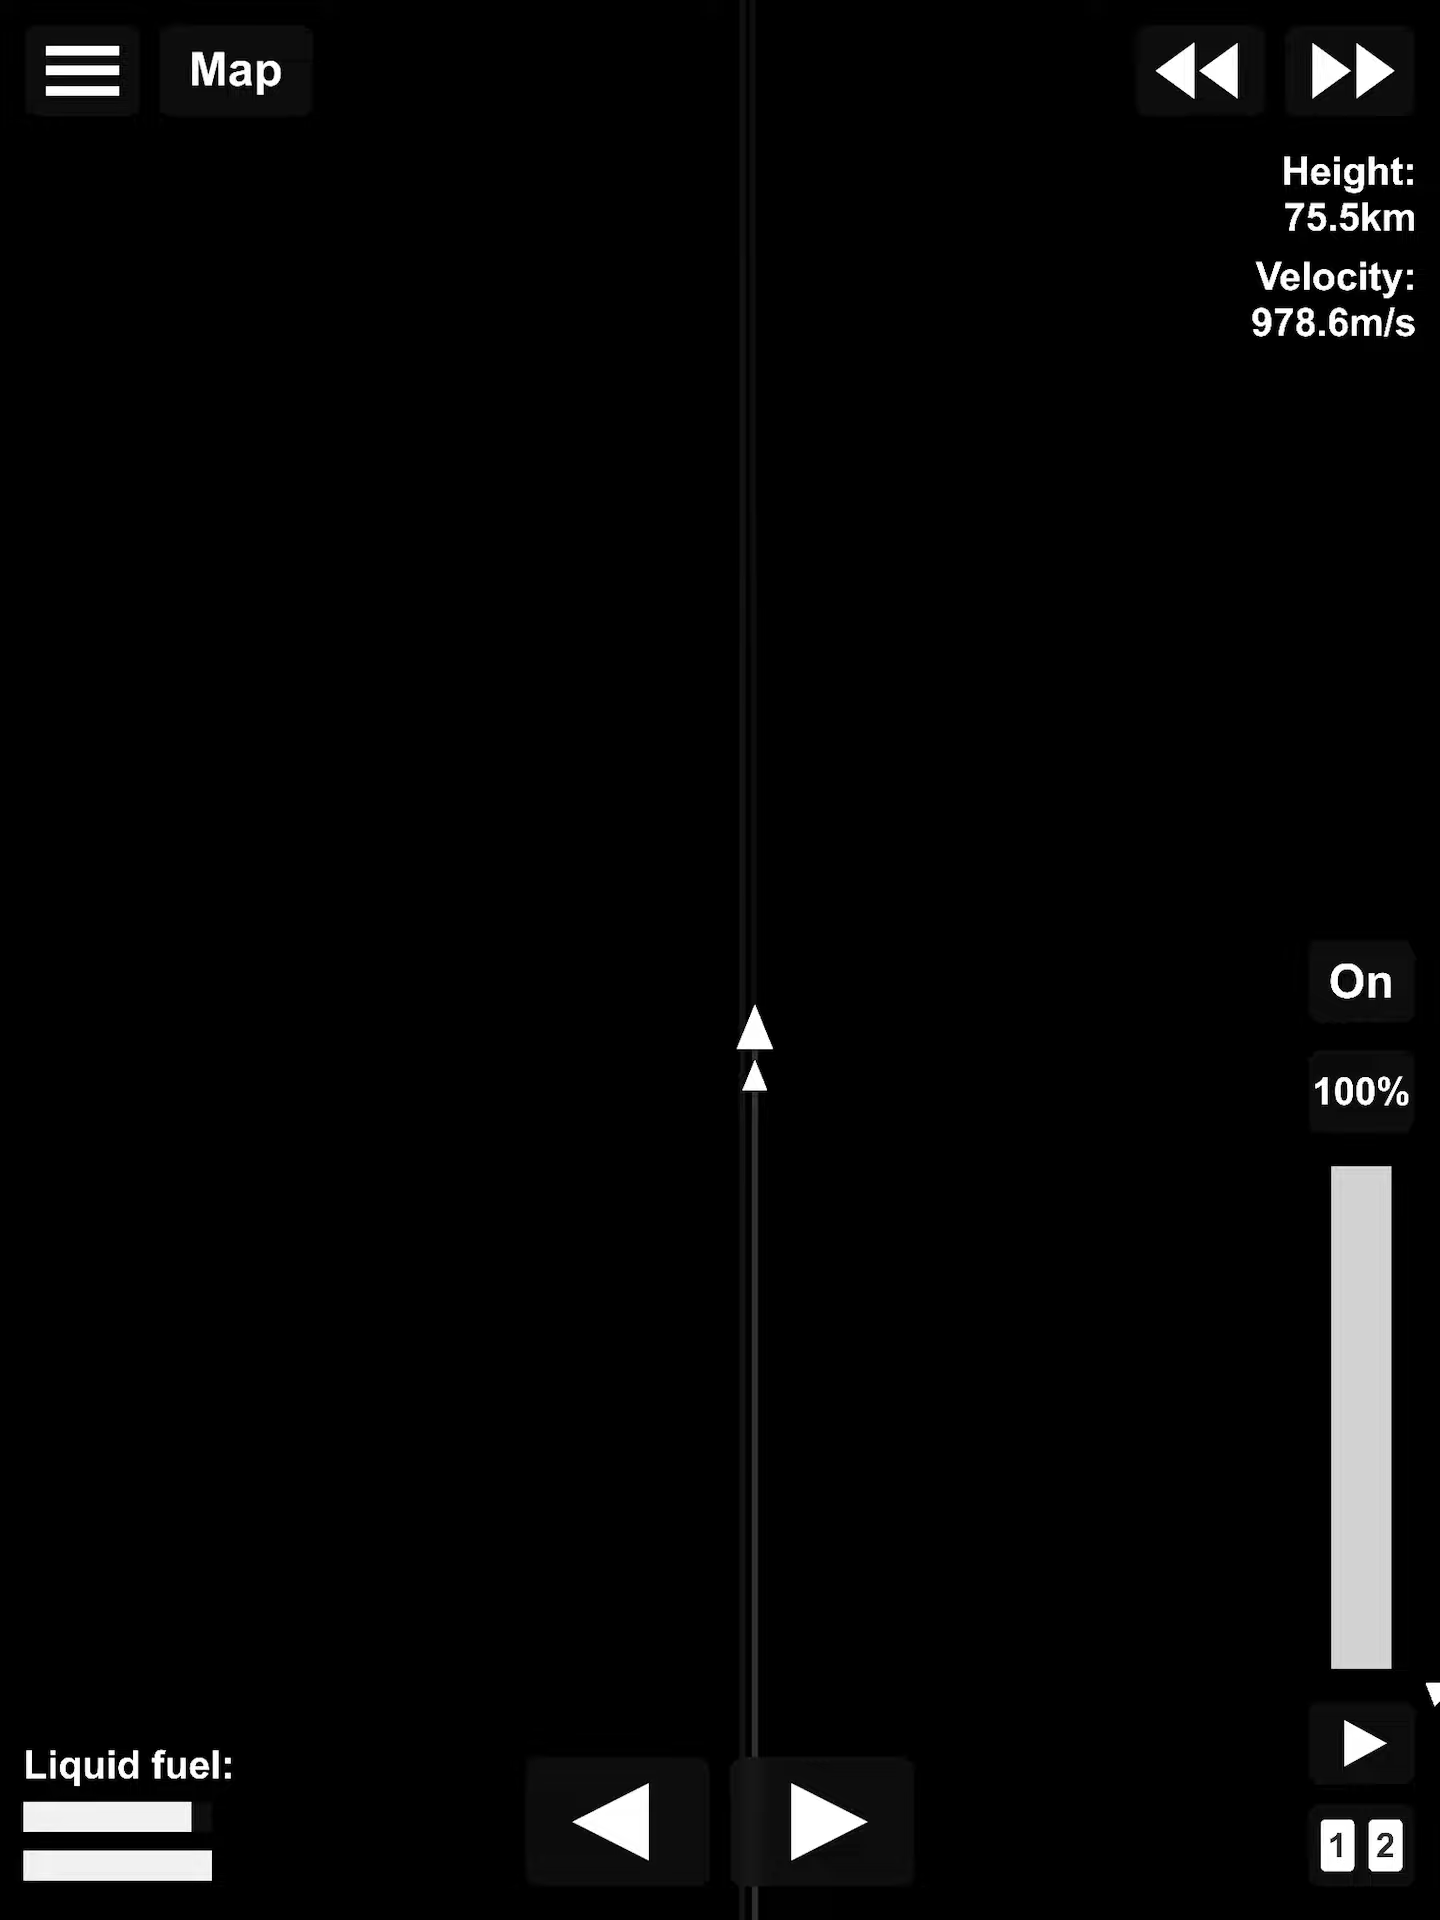 Map
Height:
75.5km
Velocity:
978.6m/s
On
100%
Liquid fuel:
1 2